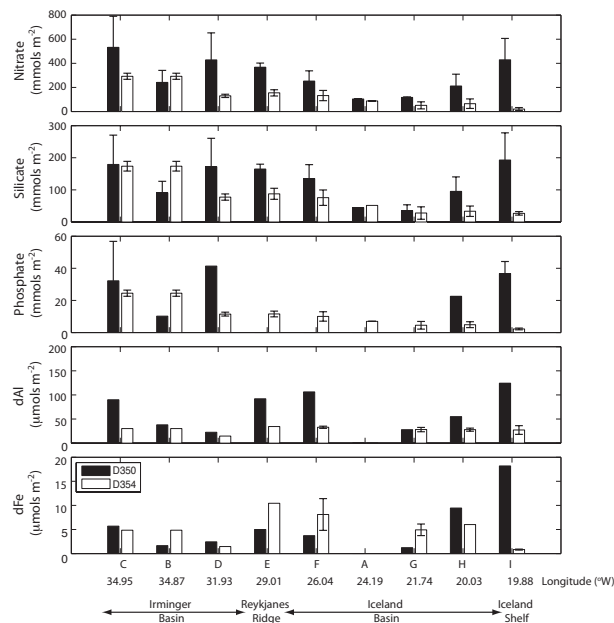 Nitrate
(mmols m⁻²)
800
600
400
200
0
Silicate
(mmols m⁻²)
300
200
100
0
Phosphate
(mmols m⁻²)
60
40
20
0
dAl
(µmols m⁻²)
200
150
100
50
0
dFe
(µmols m⁻²)
20
15
10
5
0
D350
D354
C B D E F A G H I
34.95 34.87 31.93 29.01 26.04 24.19 21.74 20.03 19.88 Longitude (°W)
Irminger Reykjanes Iceland Iceland
Basin Ridge Basin Shelf